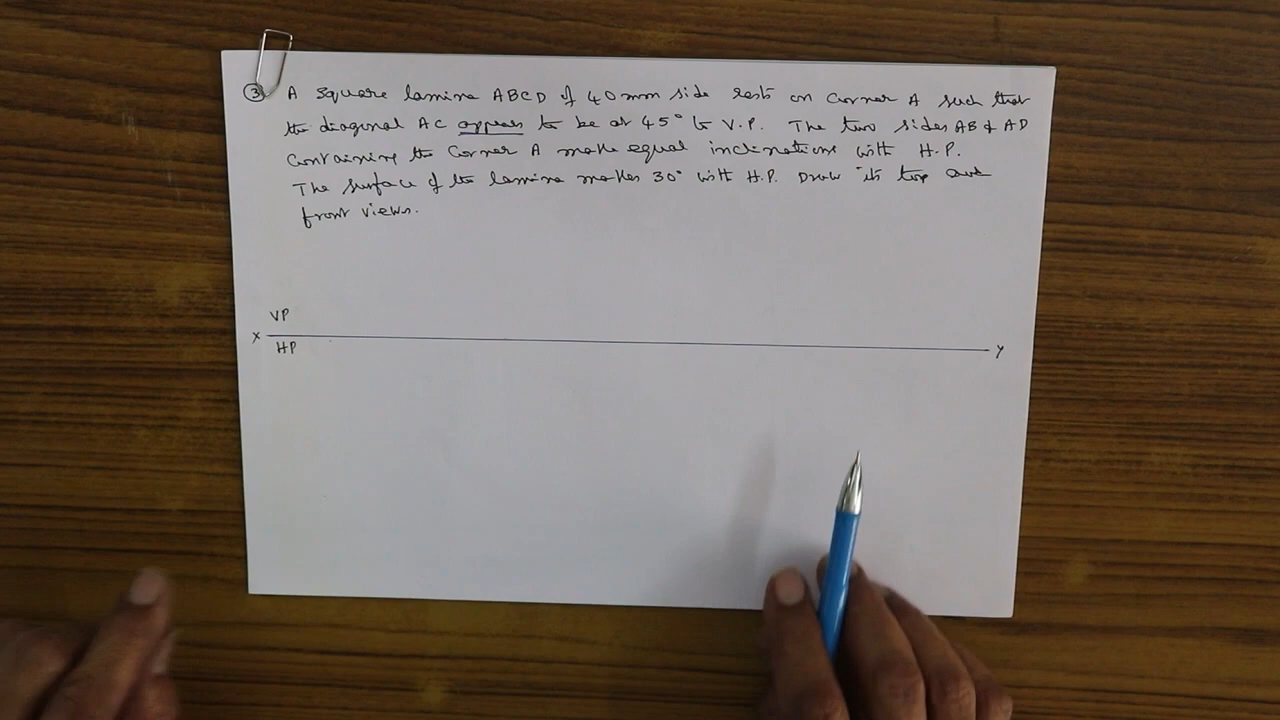 ③ A square lamina ABCD of 40mm side rests on corner A such that
the diagonal AC appears to be at 45° to V.P. The two sides AB & AD
containing the corner A make equal inclinations with H.P.
The surface of the lamina makes 30° with H.P. Draw its top and
front views.
VP
X Y
HP